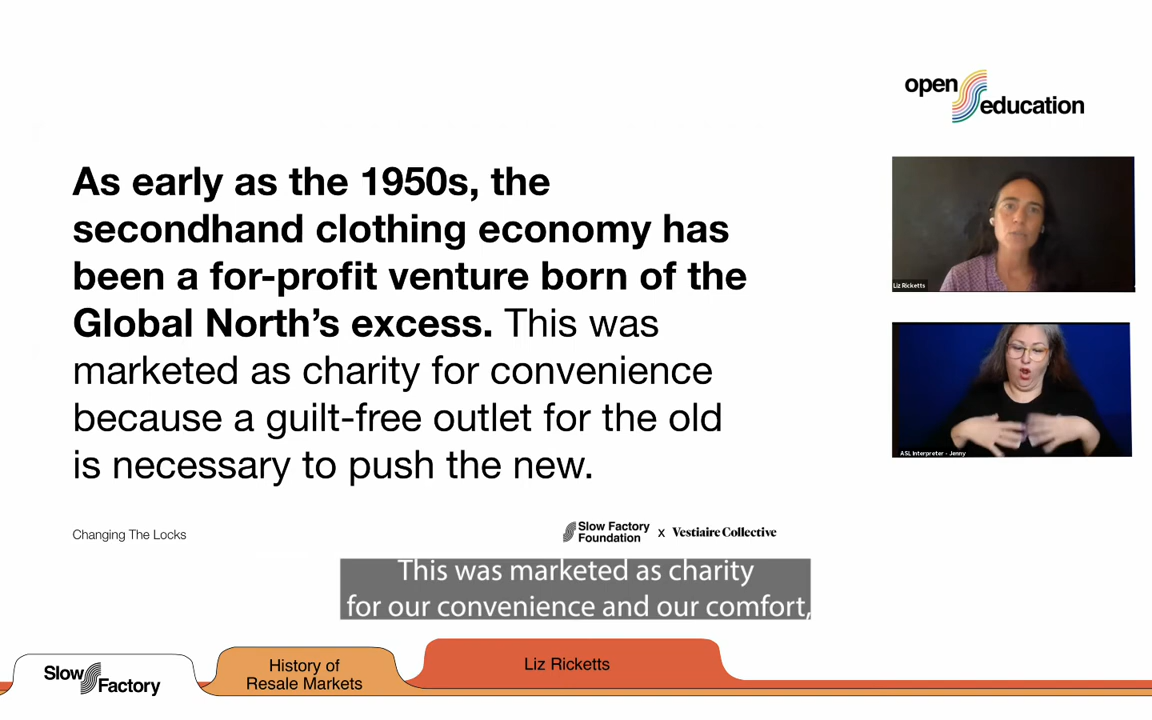 open
education
As early as the 1950s, the
secondhand clothing economy has
been a for-profit venture born of the
Global North’s excess. This was
marketed as charity for convenience
because a guilt-free outlet for the old
is necessary to push the new.
Liz Ricketts
ASL Interpreter - Jenny
Changing The Locks
Slow Factory
Foundation
x Vestiaire Collective
This was marketed as charity
for our convenience and our comfort,
Slow
Factory
History of
Resale Markets
Liz Ricketts